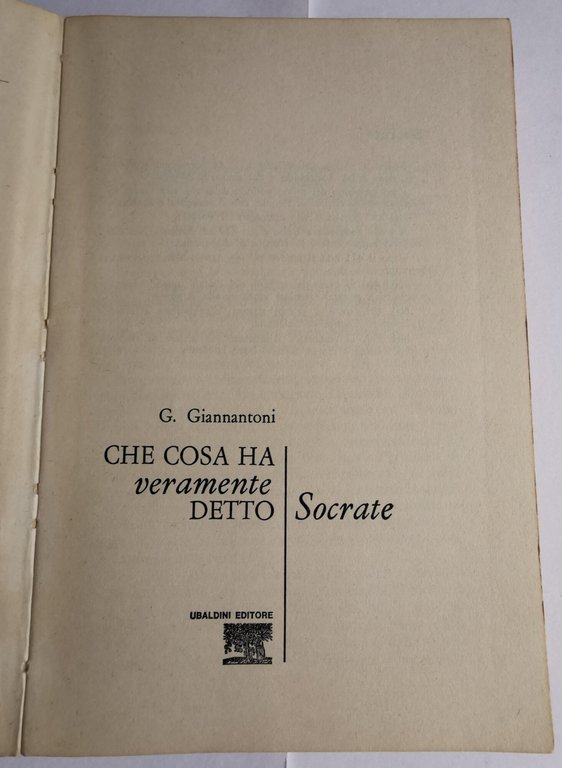 G. Giannantoni
CHE COSA HA
veramente
DETTO
Socrate
UBALDINI EDITORE